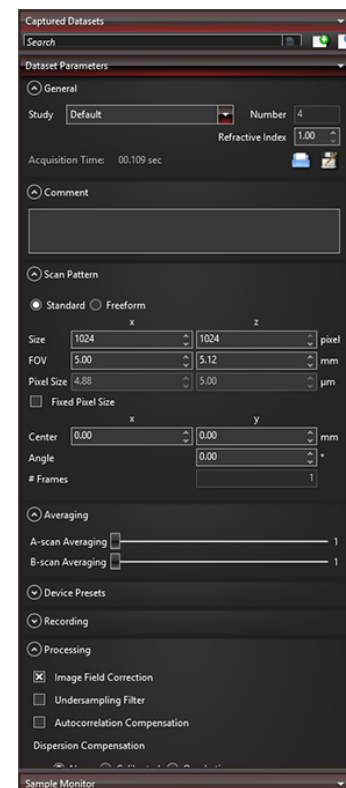 Captured Datasets
Search
Dataset Parameters
General
Study Default Number 4
Refractive Index 1.00
Acquisition Time: 00.109 sec
Comment
Scan Pattern
Standard Freeform
x z
Size 1024 1024 pixel
FOV 5.00 5.12 mm
Pixel Size 4.88 5.00 µm
Fixed Pixel Size
x y
Center 0.00 0.00 mm
Angle 0.00 °
# Frames 1
Averaging
A-scan Averaging 1
B-scan Averaging 1
Device Presets
Recording
Processing
Image Field Correction
Undersampling Filter
Autocorrelation Compensation
Dispersion Compensation
Sample Monitor